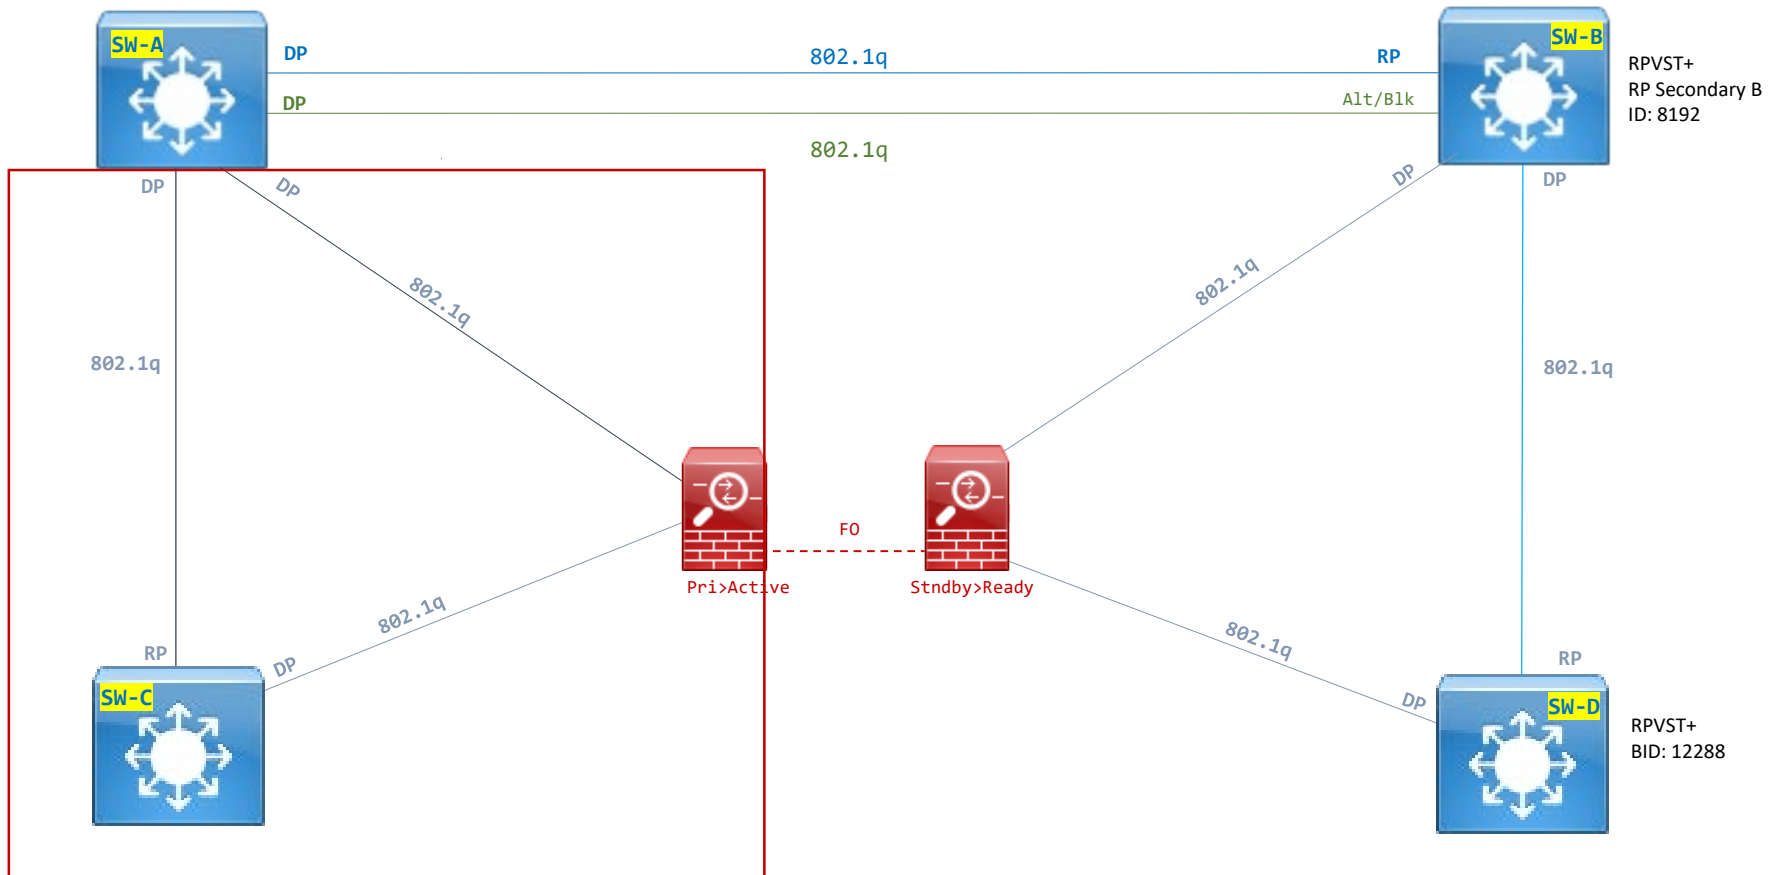 SW-A
SW-B
DP
802.1q
RP
RPVST+
RP Secondary B
ID: 8192
DP
Alt/Blk
802.1q
DP
DP
DP
DP
802.1q
802.1q
802.1q
802.1q
FO
Pri>Active
Stndby>Ready
802.1q
802.1q
RP
DP
RP
DP
SW-C
SW-D
RPVST+
BID: 12288